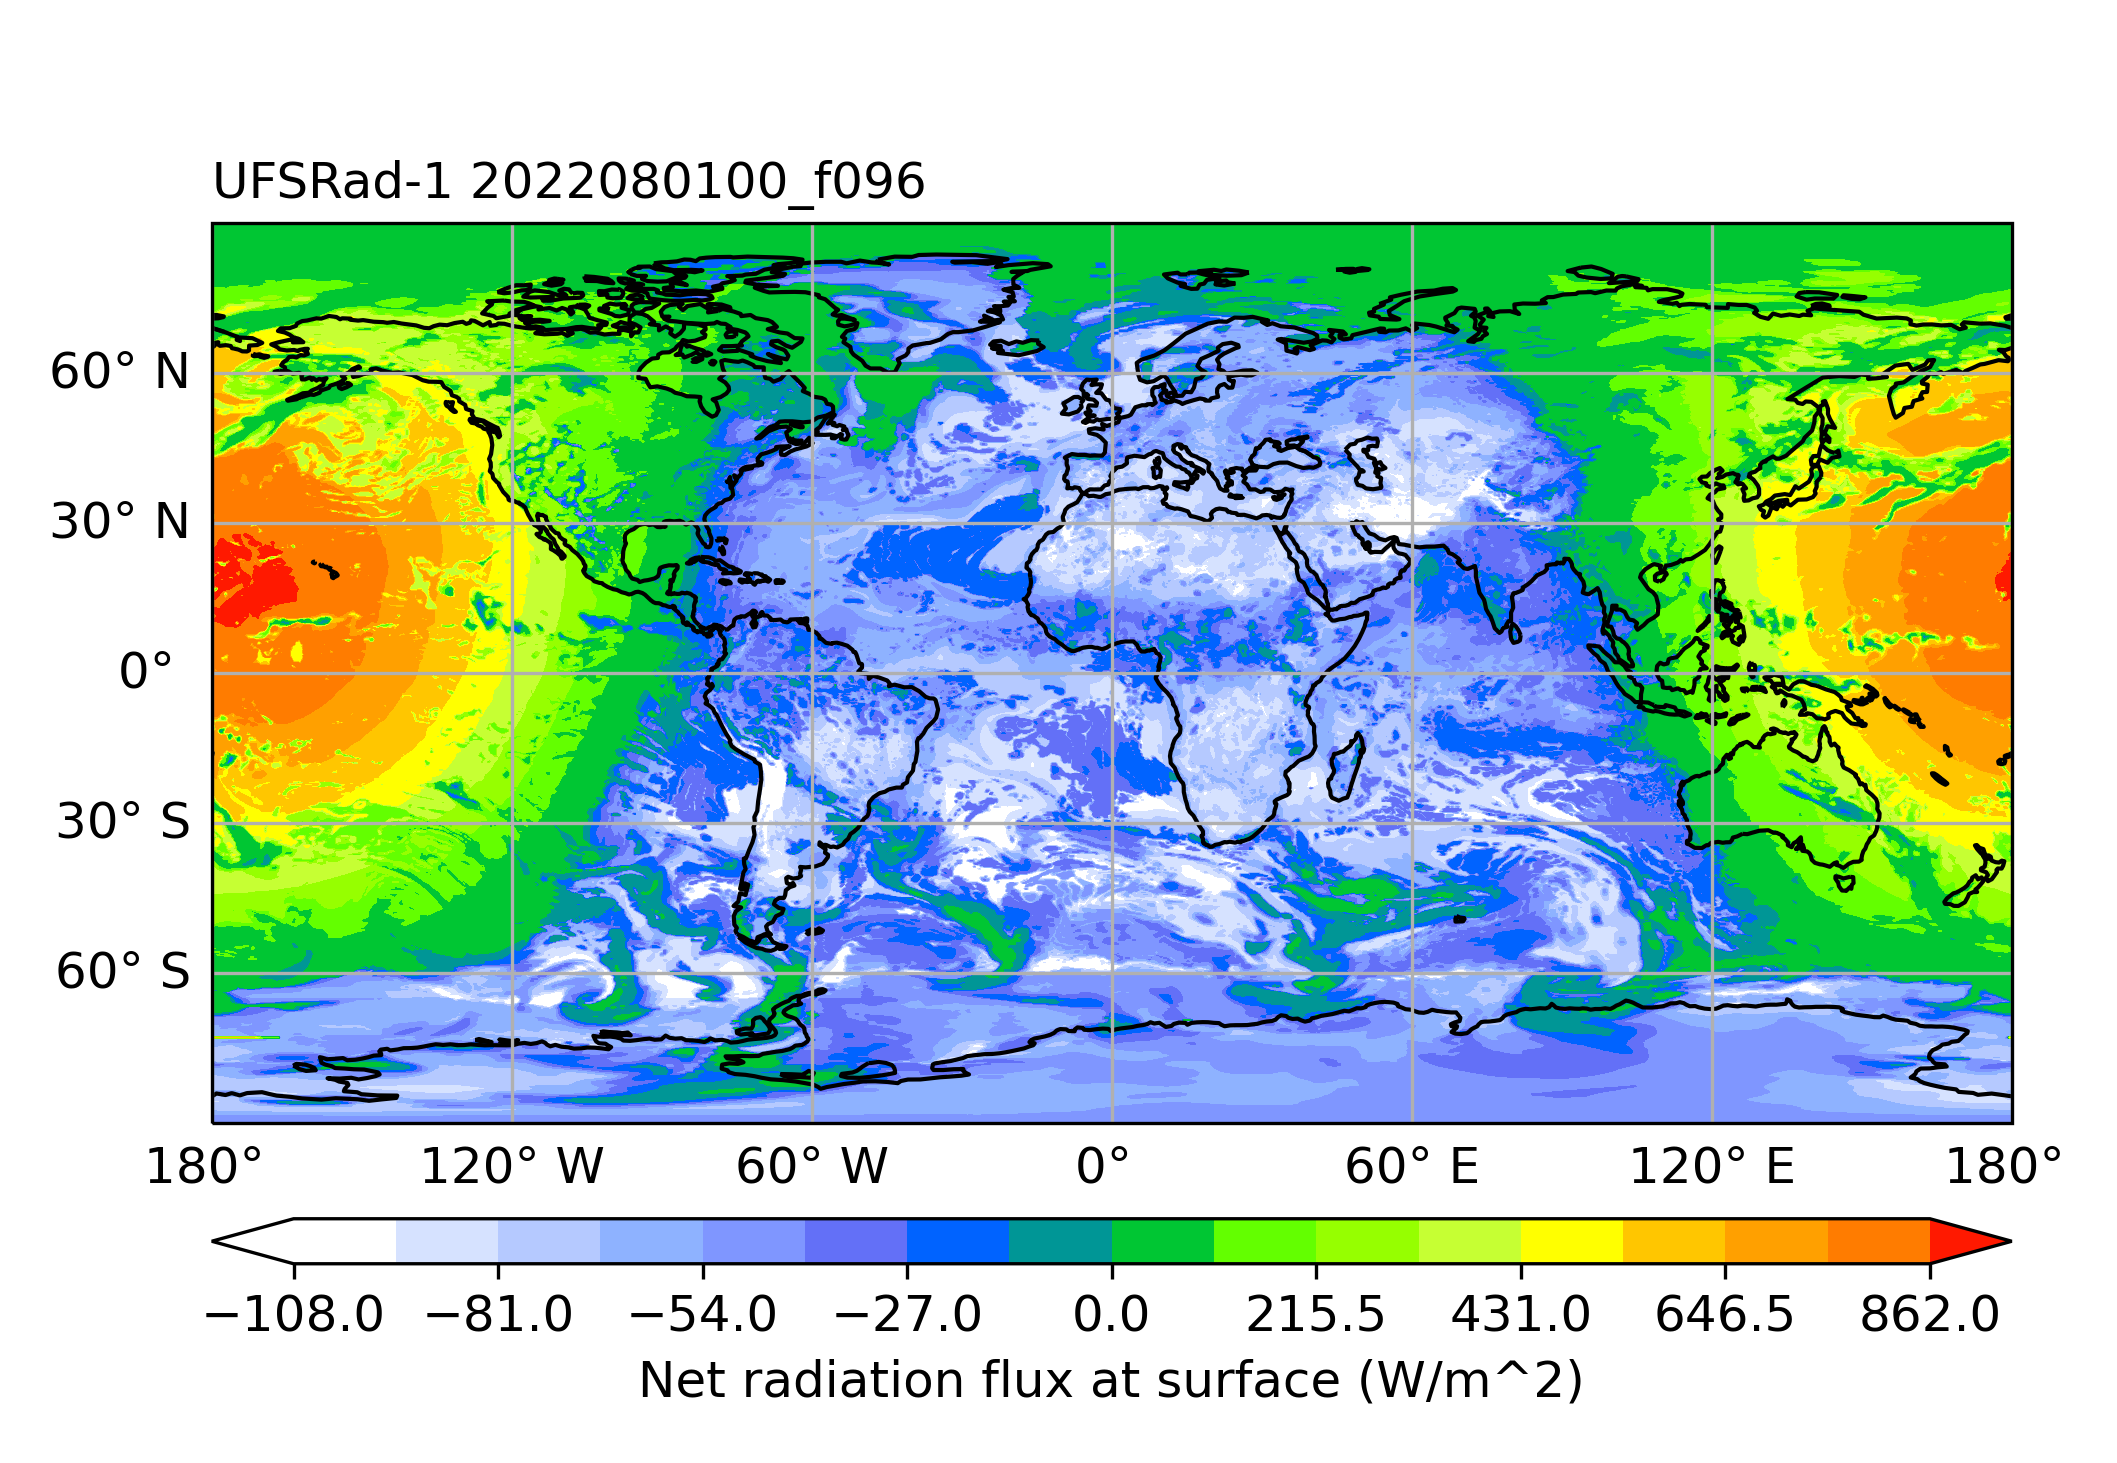 UFSRad-1 2022080100_f096
60° N
30° N
0°
30° S
60° S
180° 120° W 60° W 0° 60° E 120° E 180°
−108.0 −81.0 −54.0 −27.0 0.0 215.5 431.0 646.5 862.0
Net radiation flux at surface (W/m^2)